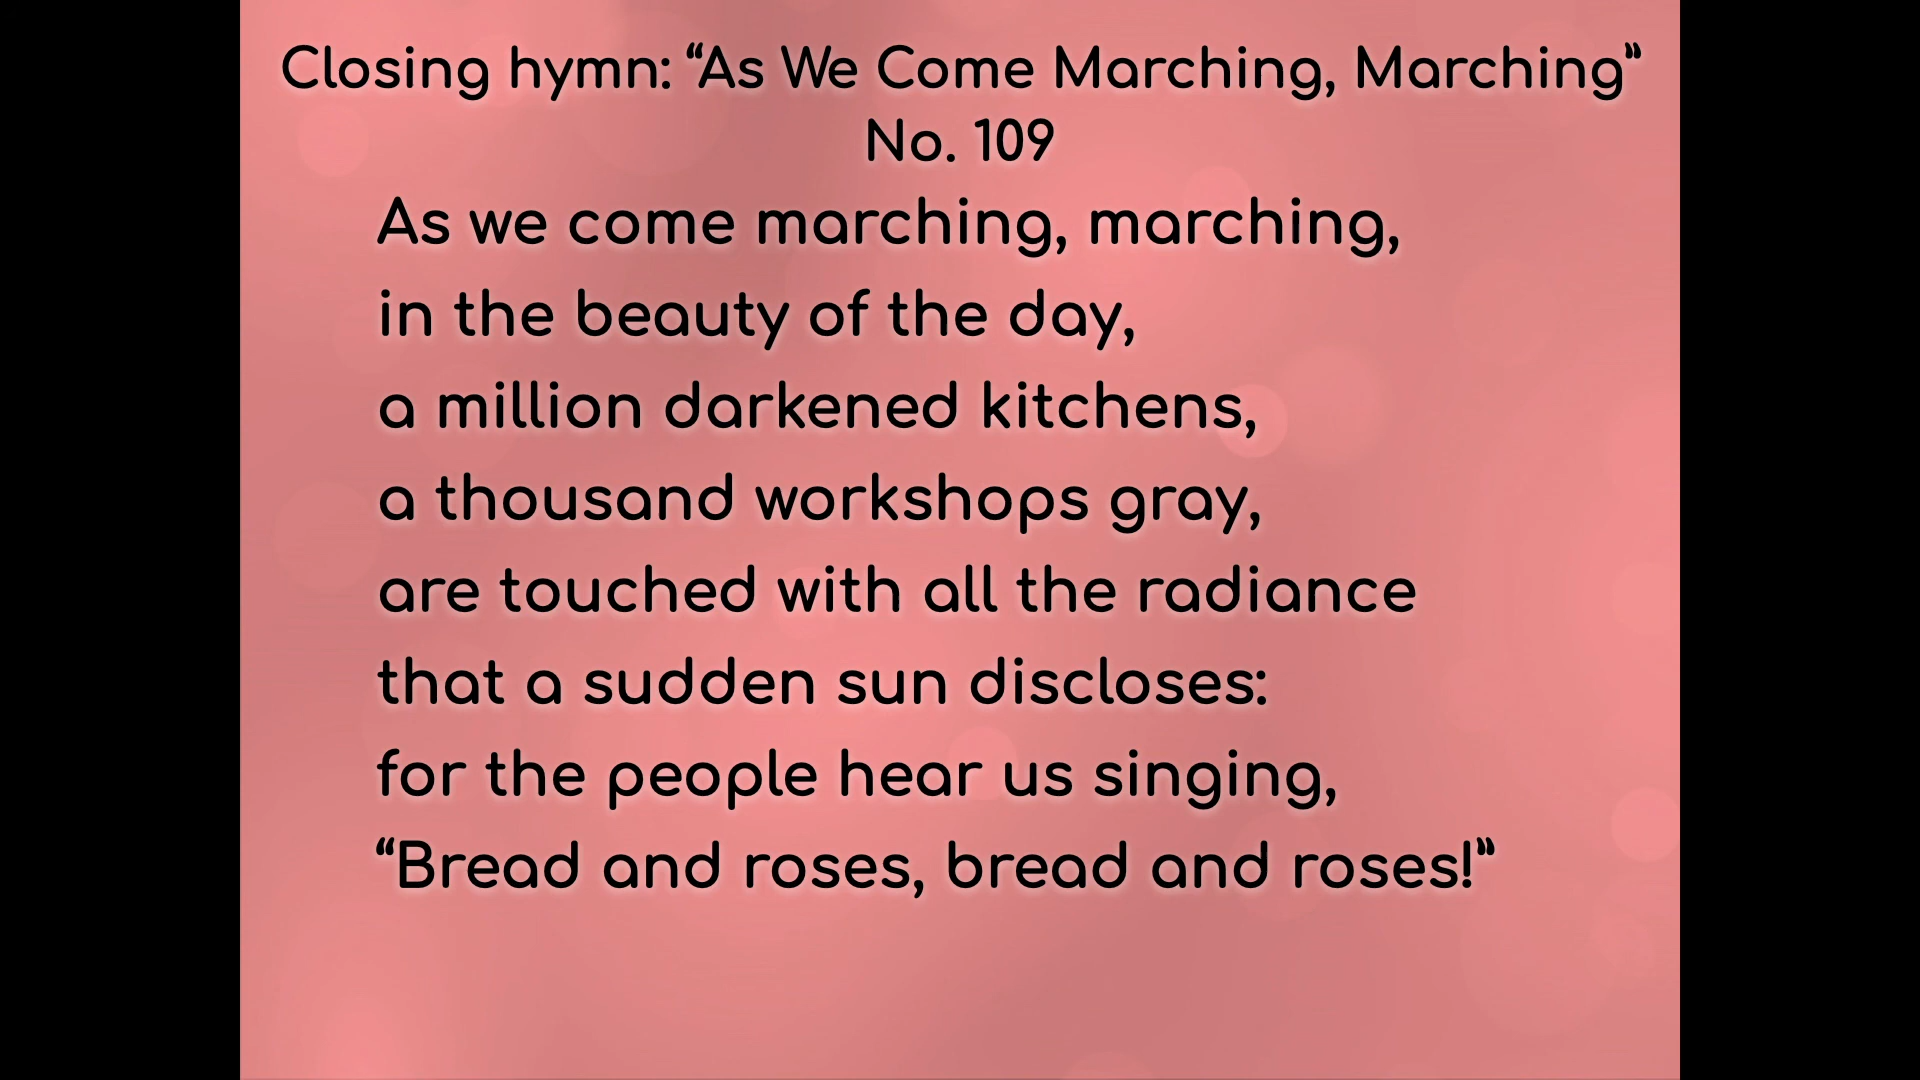 Closing hymn: “As We Come Marching, Marching”
No. 109
As we come marching, marching,
in the beauty of the day,
a million darkened kitchens,
a thousand workshops gray,
are touched with all the radiance
that a sudden sun discloses:
for the people hear us singing,
“Bread and roses, bread and roses!”